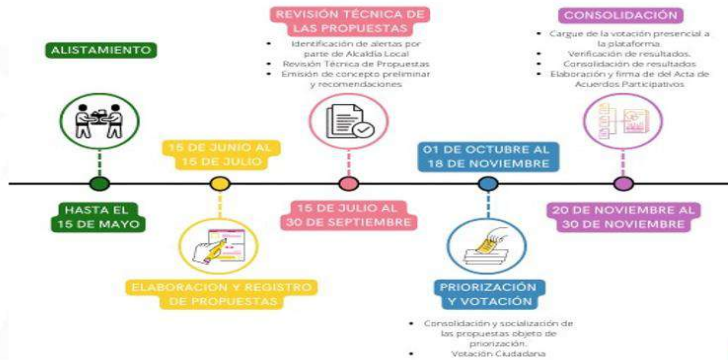 ALISTAMIENTO
HASTA EL
15 DE MAYO
15 DE JUNIO AL
15 DE JULIO
ELABORACION Y REGISTRO
DE PROPUESTAS
REVISIÓN TÉCNICA DE
LAS PROPUESTAS
• Identificación de alertas por
parte de Alcaldía Local
• Revisión Técnica de Propuestas
• Emisión de concepto preliminar
y recomendaciones
15 DE JULIO AL
30 DE SEPTIEMBRE
01 DE OCTUBRE AL
18 DE NOVIEMBRE
PRIORIZACIÓN
Y VOTACIÓN
• Consolidación y socialización de
las propuestas objeto de
priorización.
• Votación Ciudadana
CONSOLIDACIÓN
• Cargue de la votación presencial a
la plataforma
• Verificación de resultados.
• Consolidación de resultados
• Elaboración y firma de del Acta de
Acuerdos Participativos
20 DE NOVIEMBRE AL
30 DE NOVIEMBRE